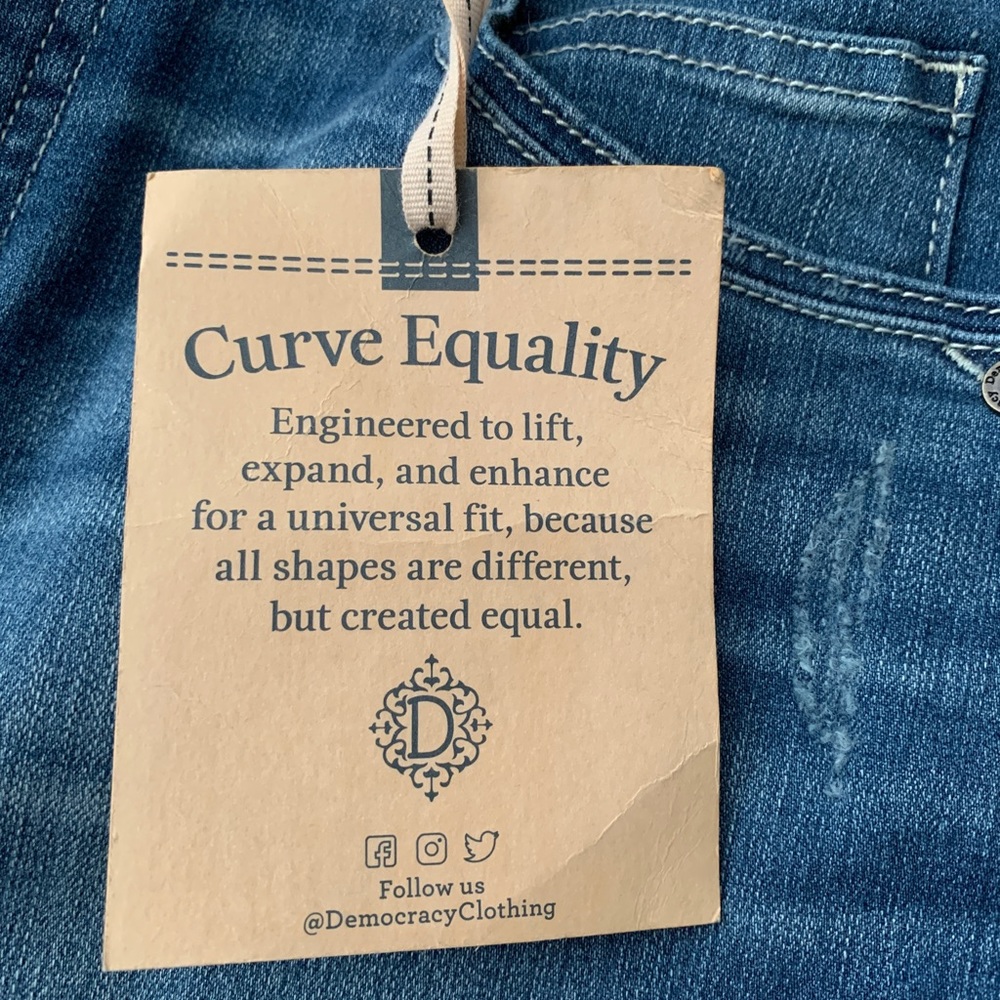 Curve Equality
Engineered to lift,
expand, and enhance
for a universal fit, because
all shapes are different,
but created equal.
D
Follow us
@DemocracyClothing